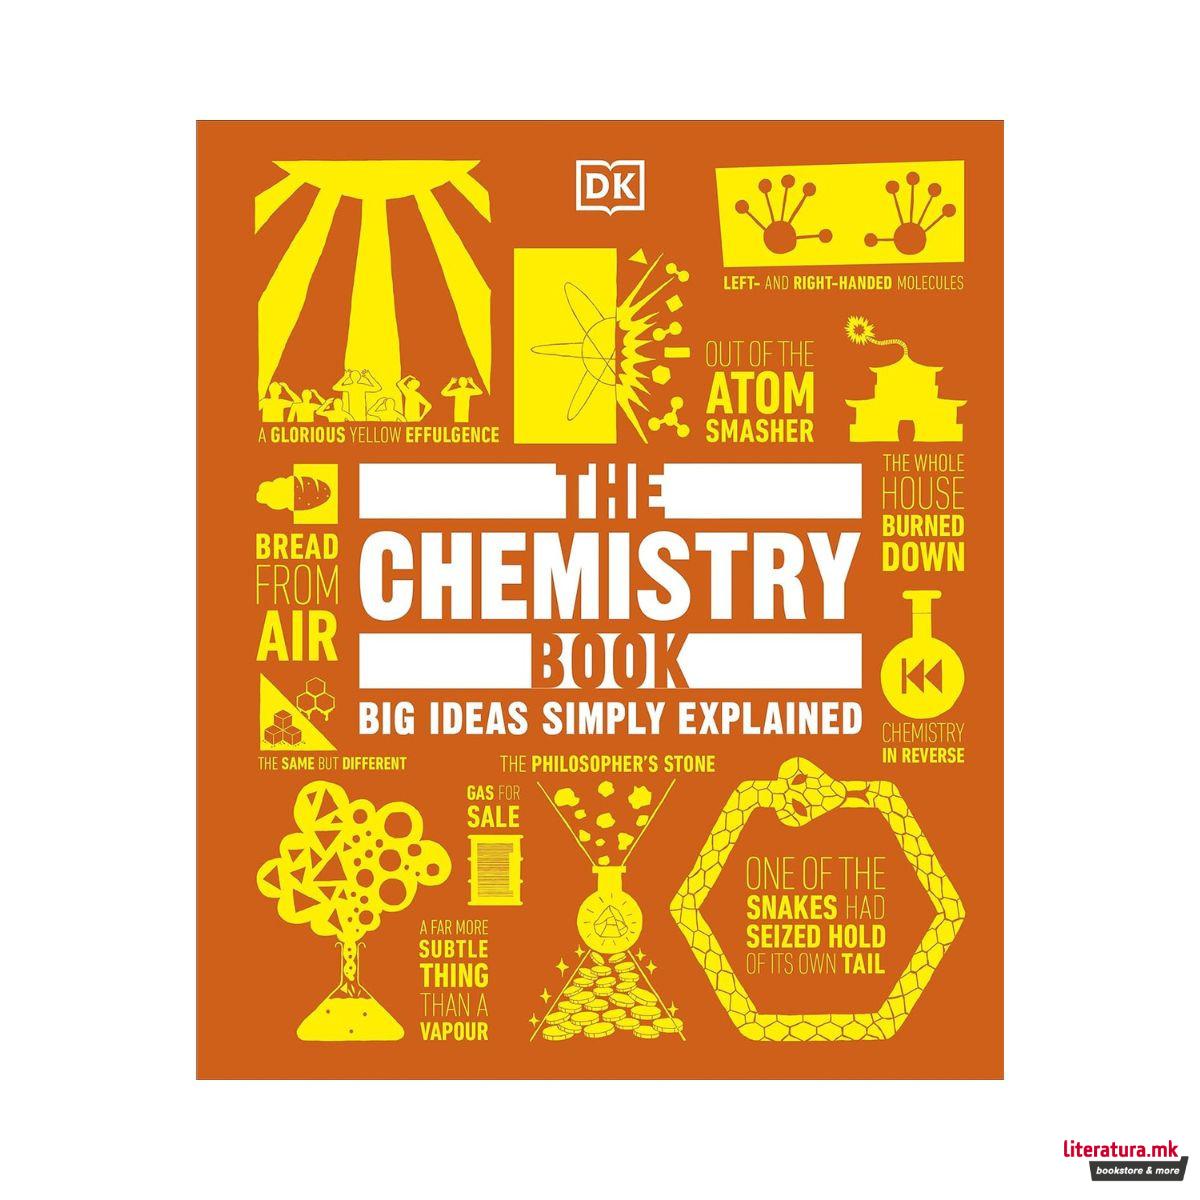 DK
LEFT- AND RIGHT-HANDED MOLECULES
OUT OF THE
ATOM
SMASHER
A GLORIOUS YELLOW EFFULGENCE
THE WHOLE
HOUSE
BURNED
DOWN
THE
CHEMISTRY
BOOK
BIG IDEAS SIMPLY EXPLAINED
BREAD
FROM
AIR
CHEMISTRY
IN REVERSE
THE SAME BUT DIFFERENT
THE PHILOSOPHER'S STONE
GAS FOR
SALE
ONE OF THE
SNAKES HAD
SEIZED HOLD
OF ITS OWN TAIL
A FAR MORE
SUBTLE
THING
THAN A
VAPOUR
literatura.mk
bookstore & more